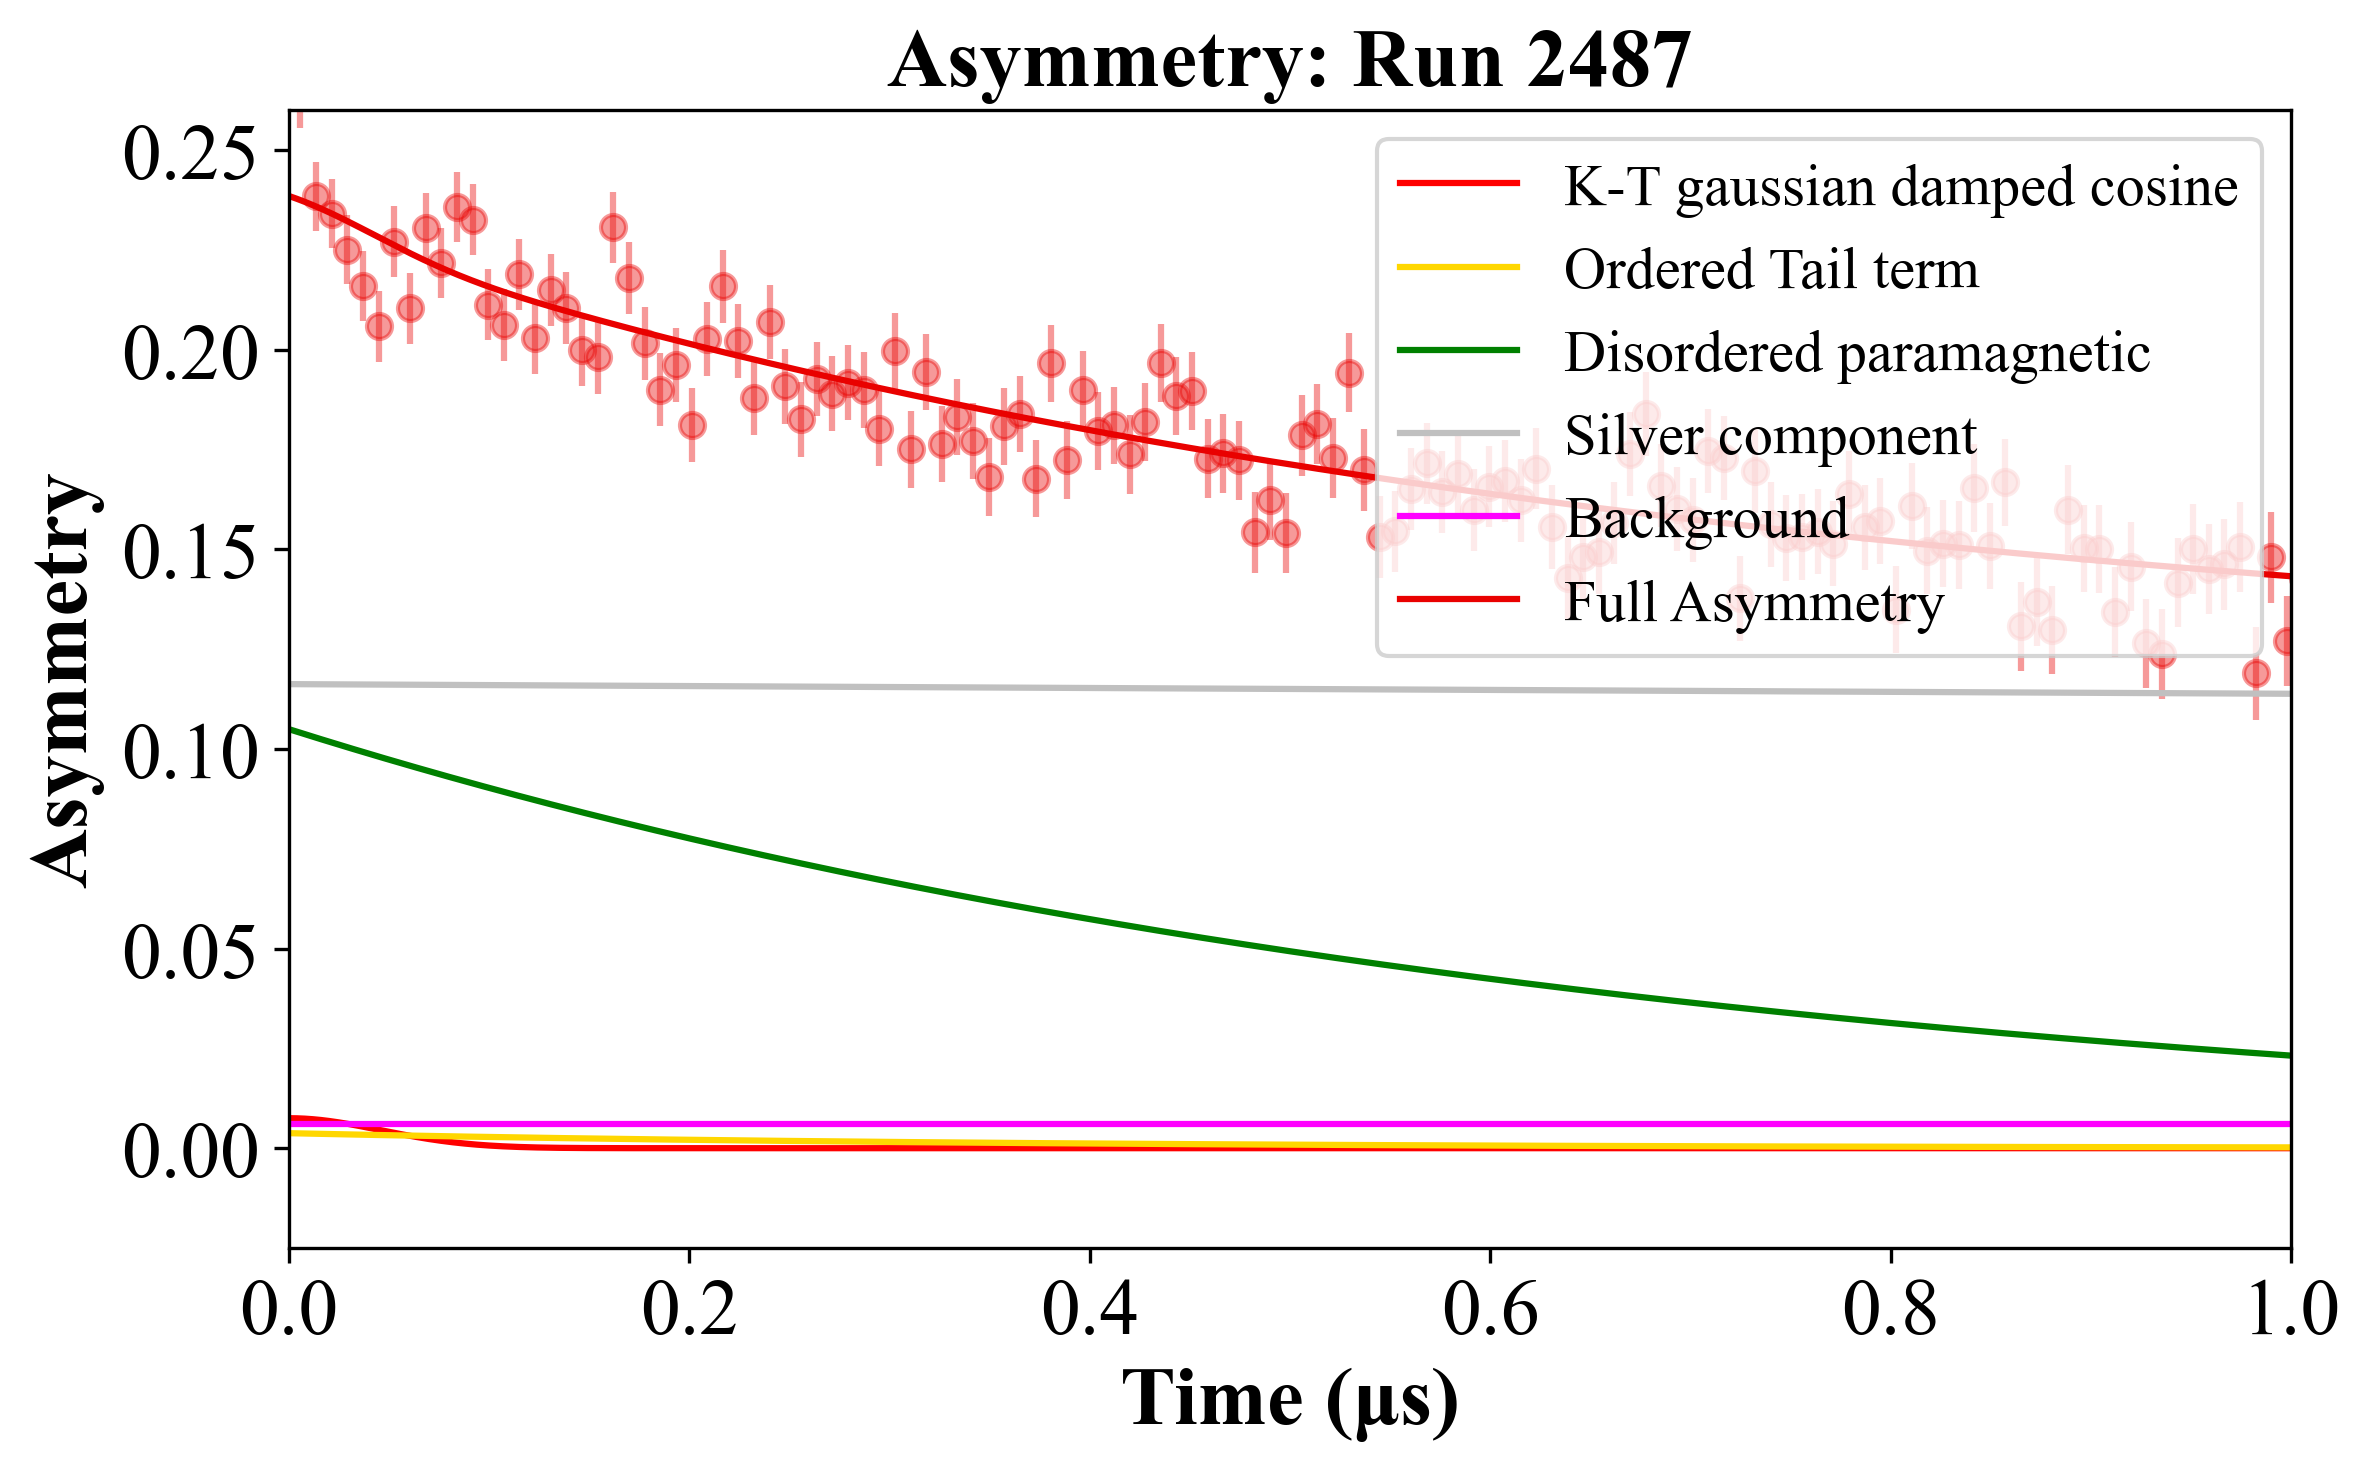 Asymmetry: Run 2487
0.25
0.20
0.15
0.10
0.05
0.00
Asymmetry
K-T gaussian damped cosine
Ordered Tail term
Disordered paramagnetic
Silver component
Background
Full Asymmetry
0.0 0.2 0.4 0.6 0.8 1.0
Time (μs)